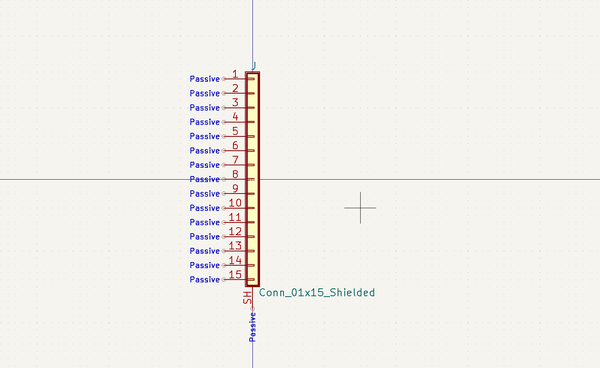 J
Passive 1
Passive 2
Passive 3
Passive 4
Passive 5
Passive 6
Passive 7
Passive 8
Passive 9
Passive 10
Passive 11
Passive 12
Passive 13
Passive 14
Passive 15
SH
Conn_01x15_Shielded
Passive